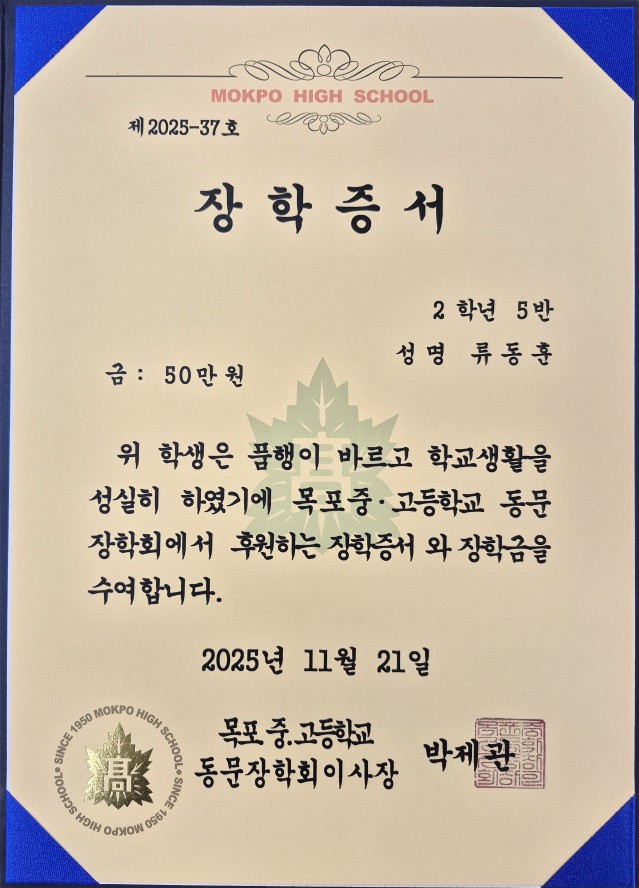 MOKPO HIGH SCHOOL
제2025-37호
장학증서
2학년 5반
성명 류동훈
금: 50만원
위 학생은 품행이 바르고 학교생활을
성실히 하였기에 목포중·고등학교 동문
장학회에서 후원하는 장학증서 와 장학금을
수여합니다.
2025년 11월 21일
목포 중.고등학교
동문장학회이사장 박제관
SINCE 1950 MOKPO HIGH SCHOOL• SINCE 1950 MOKPO HIGH SCHOOL•
高